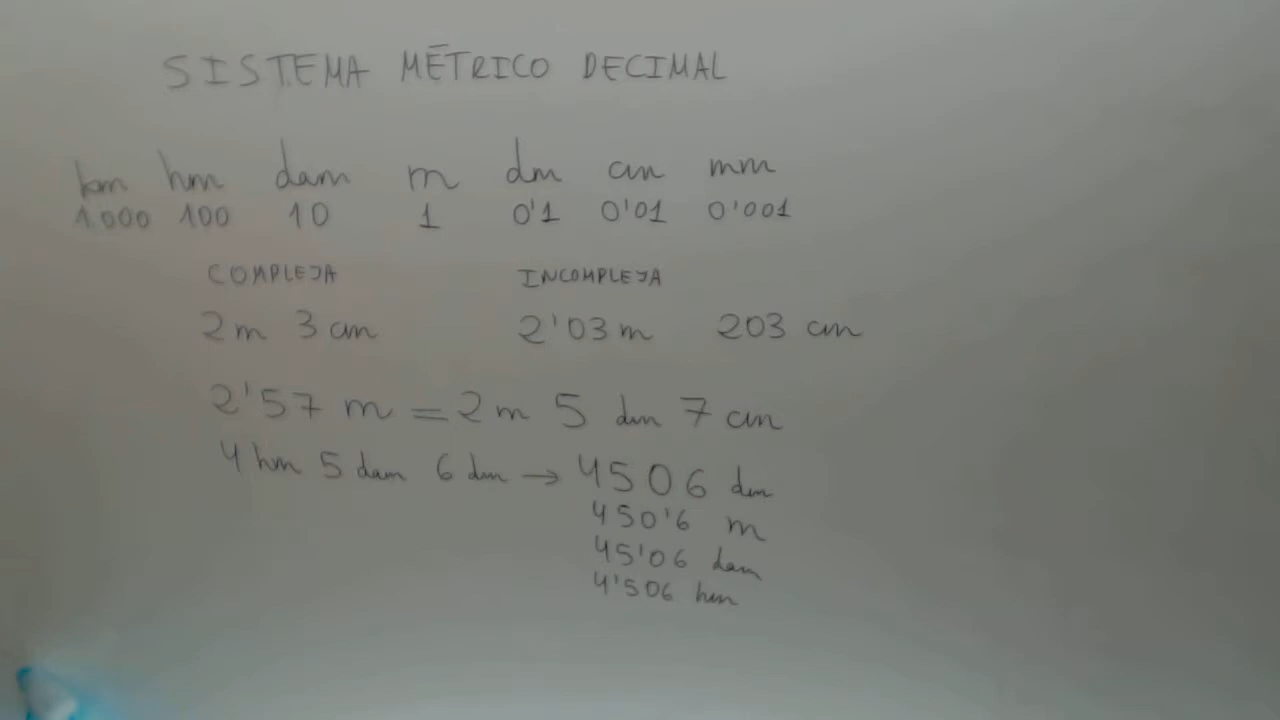 SISTEMA MÉTRICO DECIMAL
km hm dam m dm cm mm
1.000 100 10 1 0'1 0'01 0'001
COMPLEJA INCOMPLEJA
2m 3 cm 2'03 m 203 cm
2'57 m = 2 m 5 dm 7 cm
4 hm 5 dam 6 dm → 4506 dm
450'6 m
45'06 dam
4'506 hm